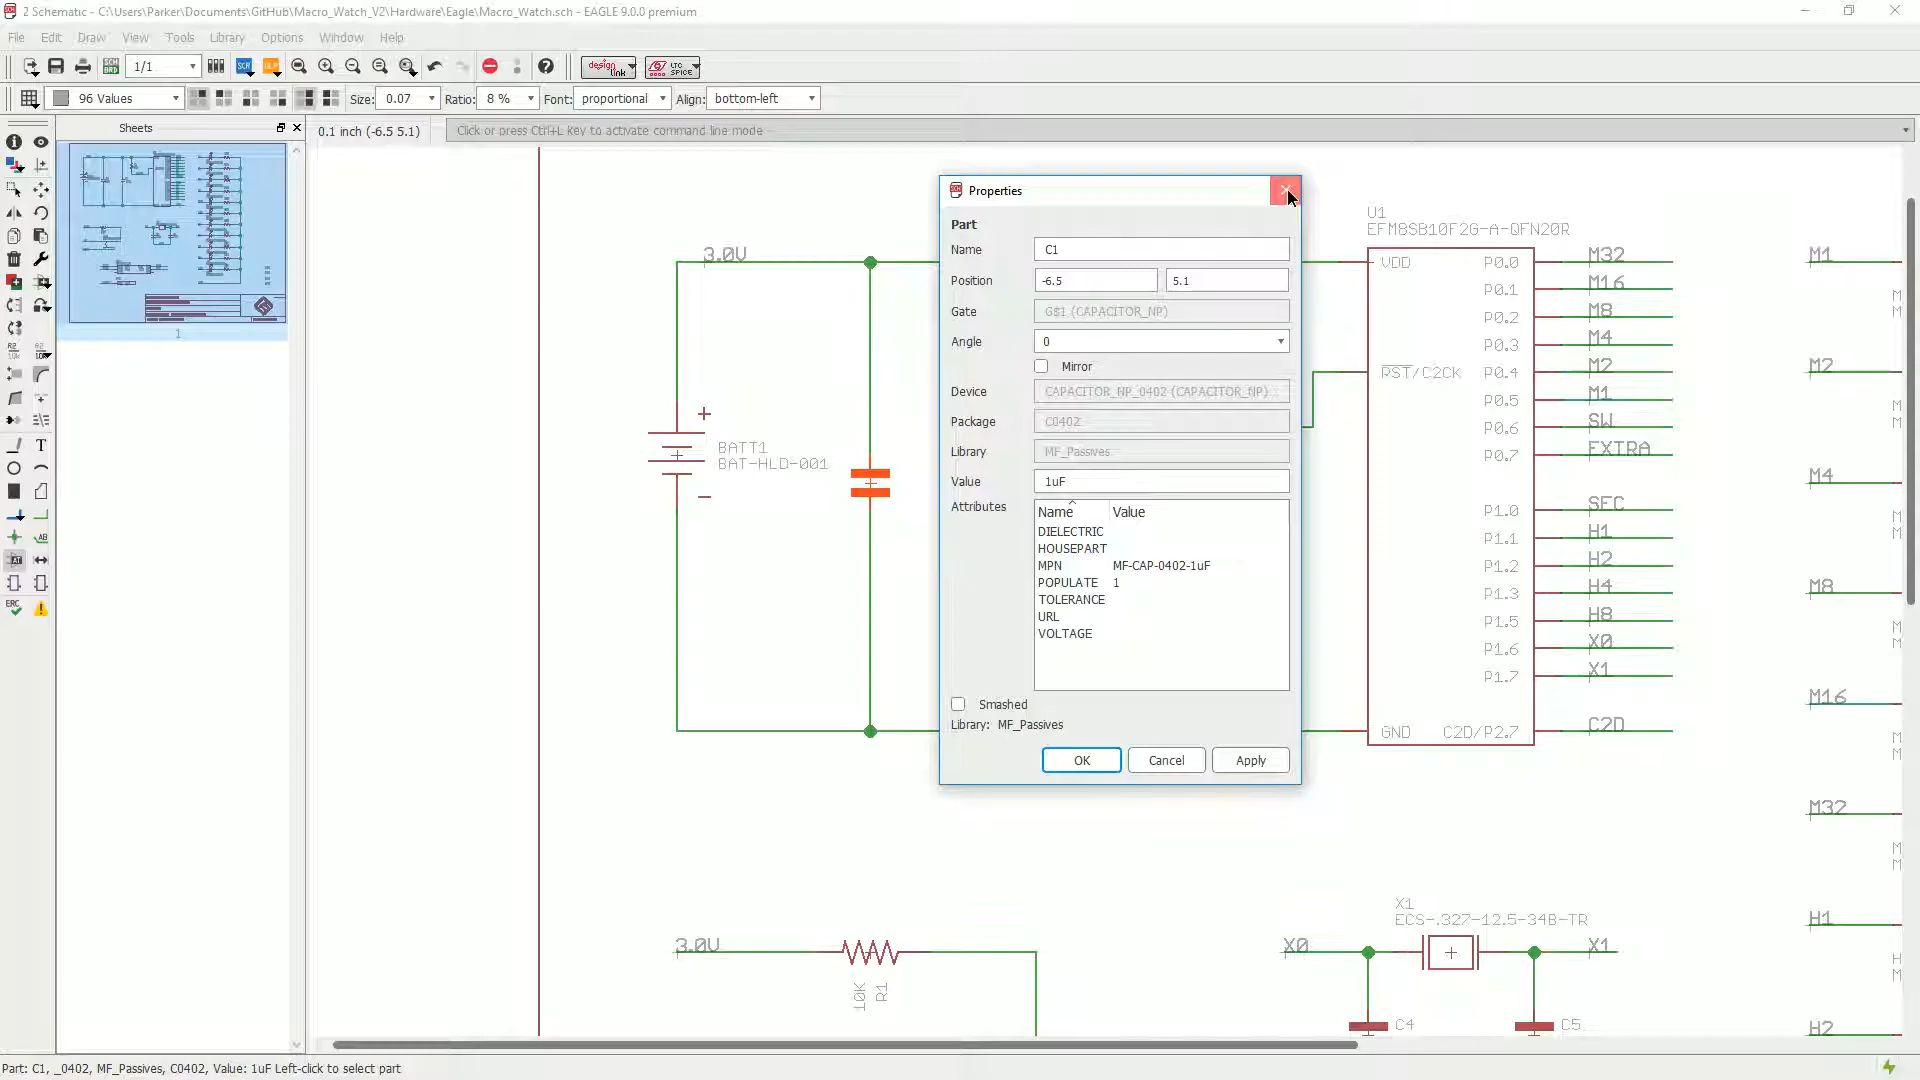 2 Schematic - C:\Users\Parker\Documents\GitHub\Macro_Watch_V2\Hardware\Eagle\Macro_Watch.sch - EAGLE 9.0.0 premium
File Edit Draw View Tools Library Options Window Help
SCH BRD 1/1 SCR ULP design link LTC SPICE
96 Values Size: 0.07 Ratio: 8 % Font: proportional Align: bottom-left
Sheets
0.1 inch (-6.5 5.1) Click or press Ctrl+L key to activate command line mode
1
Properties
Part
Name C1
Position -6.5 5.1
Gate G$1 (CAPACITOR_NP)
Angle 0
Mirror
Device CAPACITOR_NP_0402 (CAPACITOR_NP)
Package C0402
Library MF_Passives
Value 1uF
Attributes
Name Value
DIELECTRIC
HOUSEPART
MPN MF-CAP-0402-1uF
POPULATE 1
TOLERANCE
URL
VOLTAGE
Smashed
Library: MF_Passives
OK Cancel Apply
3.0V
+
BATT1
BAT-HLD-001
U1
EFM8SB10F2G-A-QFN20R
VDD
RST/C2CK
GND
P0.0 M32
P0.1 M16
P0.2 M8
P0.3 M4
P0.4 M2
P0.5 M1
P0.6 SW
P0.7 EXTRA
P1.0 SEC
P1.1 H1
P1.2 H2
P1.3 H4
P1.5 H8
P1.6 X0
P1.7 X1
C2D/P2.7 C2D
M1
M2
M4
M8
M16
M32
H1
H2
3.0V
10K
R1
X1
ECS-.327-12.5-34B-TR
X0 X1
C4 C5
ERC
Part: C1, _0402, MF_Passives, C0402, Value: 1uF Left-click to select part